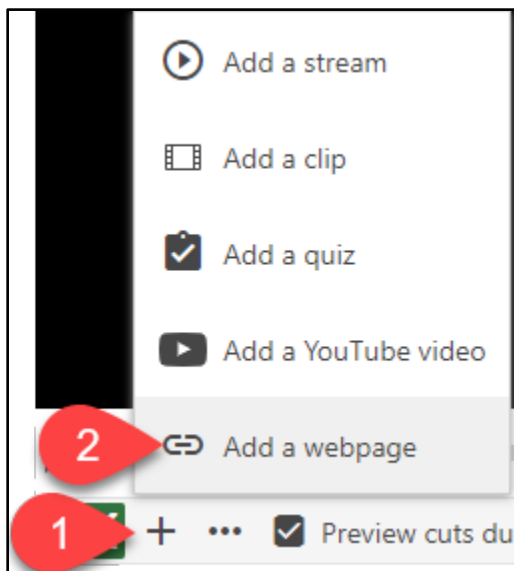 Add a stream
Add a clip
Add a quiz
Add a YouTube video
2 Add a webpage
1 + ••• Preview cuts du